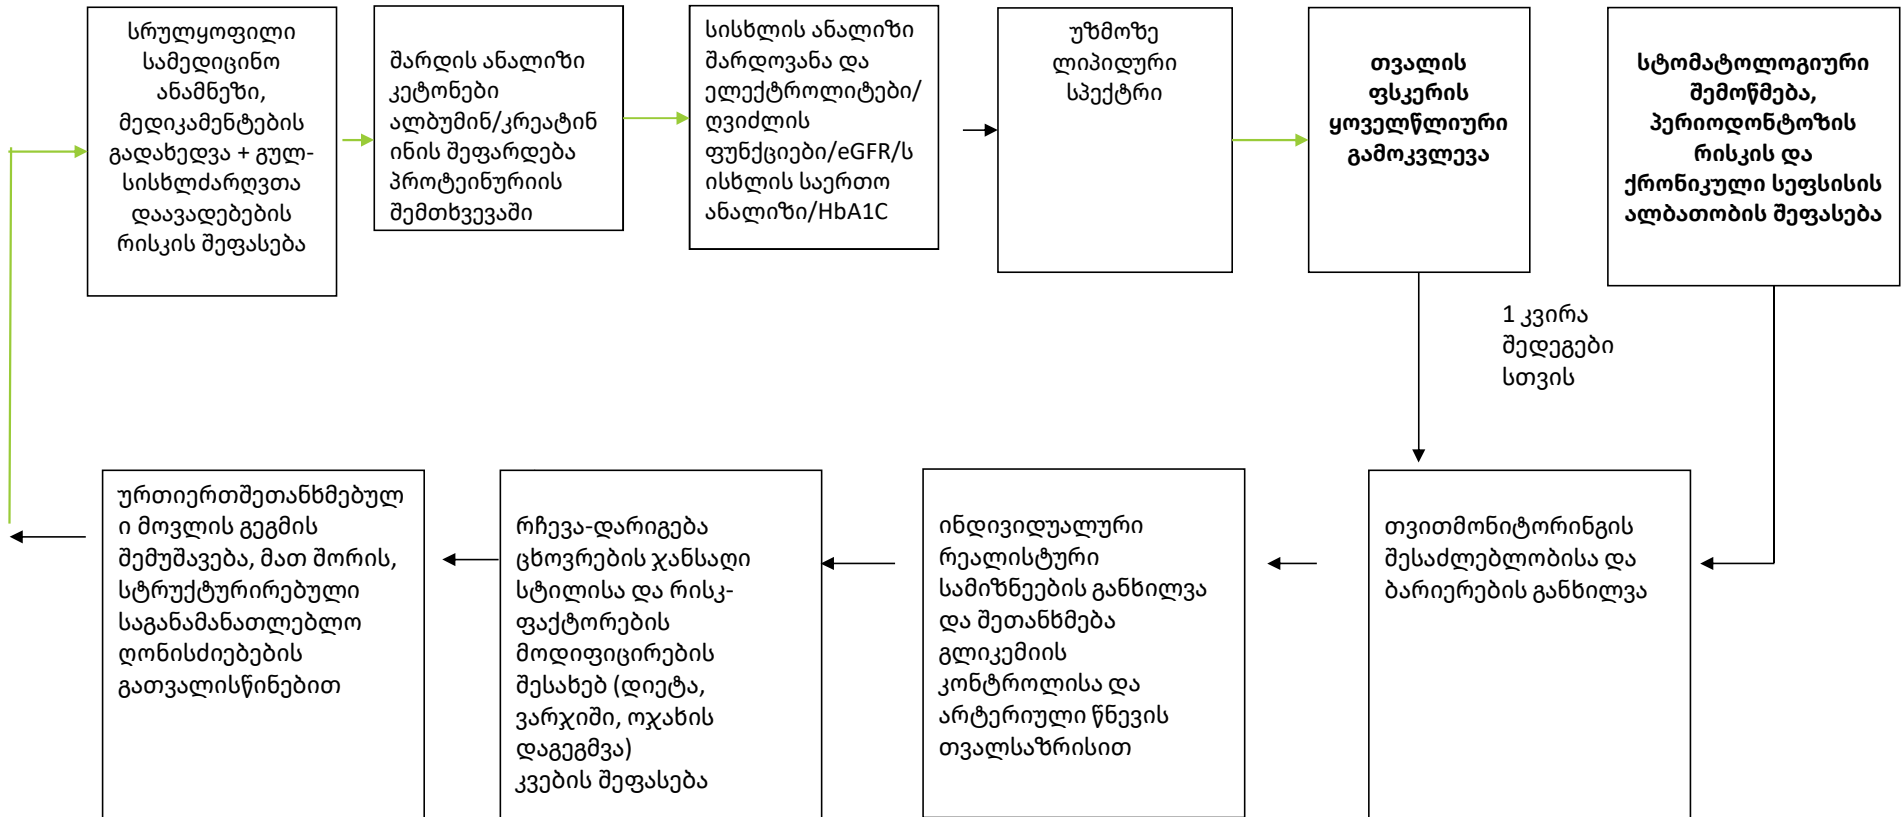 სრულყოფილი
სამედიცინო
ანამნეზი,
მედიკამენტების
გადახედვა + გულ-
სისხლძარღვთა
დაავადებების
რისკის შეფასება
შარდის ანალიზი
კეტონები
ალბუმინ/კრეატინ
ინის შეფარდება
პროტეინურიის
შემთხვევაში
სისხლის ანალიზი
შარდოვანა და
ელექტროლიტები/
ღვიძლის
ფუნქციები/eGFR/ს
ისხლის საერთო
ანალიზი/HbA1C
უზმოზე
ლიპიდური
სპექტრი
თვალის
ფსკერის
ყოველწლიური
გამოკვლევა
სტომატოლოგიური
შემოწმება,
პერიოდონტოზის
რისკის და
ქრონიკული სეფსისის
ალბათობის შეფასება
1 კვირა
შედეგები
სთვის
ურთიერთშეთანხმებულ
ი მოვლის გეგმის
შემუშავება, მათ შორის,
სტრუქტურირებული
საგანამანათლებლო
ღონისძიებების
გათვალისწინებით
რჩევა-დარიგება
ცხოვრების ჯანსაღი
სტილისა და რისკ-
ფაქტორების
მოდიფიცირების
შესახებ (დიეტა,
ვარჯიში, ოჯახის
დაგეგმვა)
კვების შეფასება
ინდივიდუალური
რეალისტური
სამიზნეების განხილვა
და შეთანხმება
გლიკემიის
კონტროლისა და
არტერიული წნევის
თვალსაზრისით
თვითმონიტორინგის
შესაძლებლობისა და
ბარიერების განხილვა